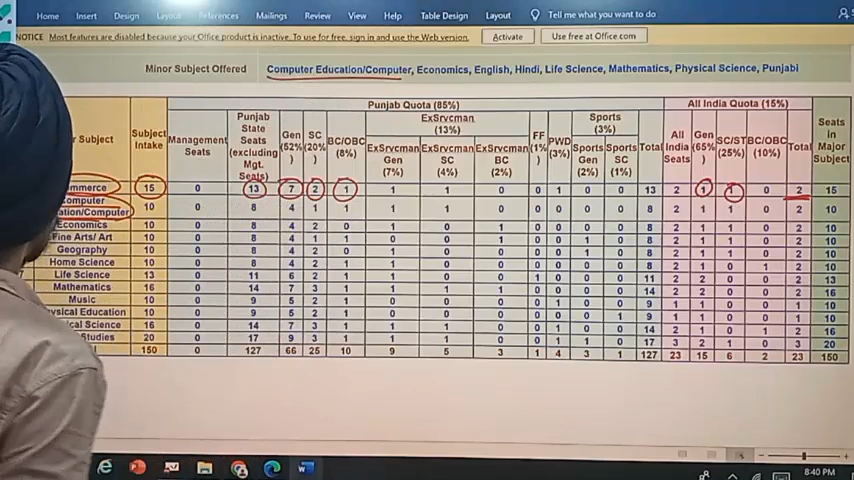 Home Insert Design Layout References Mailings Review View Help Table Design Layout Tell me what you want to do
NOTICE Most features are disabled because your Office product is inactive. To use for free, sign in and use the Web version. Activate Use free at Office.com
Minor Subject Offered Computer Education/Computer, Economics, English, Hindi, Life Science, Mathematics, Physical Science, Punjabi
Punjab Quota (85%) All India Quota (15%)
Subject Subject Intake Management Seats Punjab State Seats (excluding Mgt. Seats) Gen (52%) SC (20%) BC/OBC (8%) ExSrvcman (13%) ExSrvcman Gen (7%) ExSrvcman SC (4%) ExSrvcman BC (2%) FF (1%) PWD (3%) Sports (3%) Sports Gen (2%) Sports SC (1%) Total All India Seats Gen (65%) SC/ST (25%) BC/OBC (10%) Total Seats in Major Subject
mmerce 15 0 13 7 2 1 1 1 0 0 1 0 0 13 2 1 1 0 2 15
Computer
ation/Computer 10 0 8 4 1 1 1 1 0 0 0 0 0 8 2 1 1 0 2 10
Economics 10 0 8 4 2 0 1 0 1 0 0 0 0 8 2 1 1 0 2 10
Fine Arts/ Art 10 0 8 4 1 1 0 0 1 0 0 1 0 8 2 1 1 0 2 10
Geography 10 0 8 4 2 0 1 0 0 0 0 1 0 8 2 1 1 0 2 10
Home Science 10 0 8 4 2 1 1 0 0 0 0 0 0 8 2 1 0 1 2 10
Life Science 13 0 11 6 2 1 1 0 0 1 0 0 0 11 2 2 0 0 2 13
Mathematics 16 0 14 7 3 1 1 1 1 0 0 0 0 14 2 2 0 0 2 16
Music 10 0 9 5 2 1 0 0 0 0 1 0 0 9 1 1 0 0 1 10
ysical Education 10 0 9 5 2 1 0 0 0 0 0 0 1 9 1 1 0 0 1 10
ical Science 16 0 14 7 3 1 1 1 0 0 1 0 0 14 2 1 0 1 2 16
Studies 20 0 17 9 3 1 1 1 0 0 1 1 0 17 3 2 1 0 3 20
150 0 127 66 25 10 9 5 3 1 4 3 1 127 23 15 6 2 23 150
8:40 PM